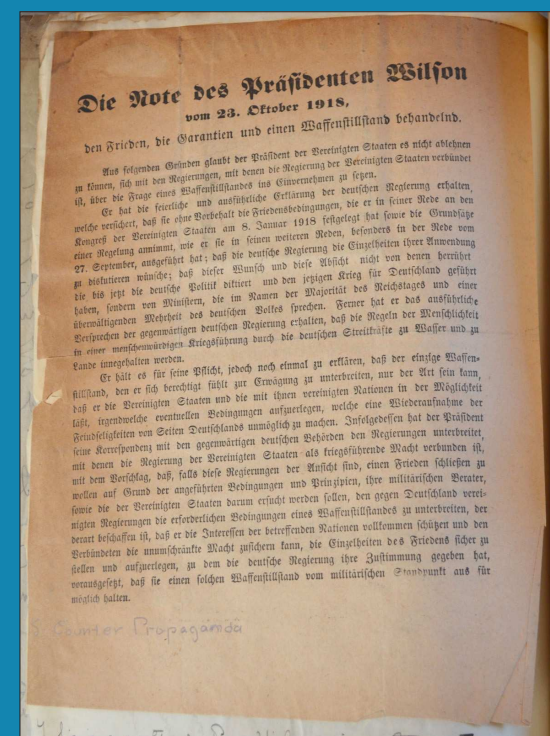 Die Note des Präsidenten Wilson
vom 23. Oktober 1918,
den Frieden, die Garantien und einen Waffenstillstand behandelnd.
Aus folgenden Gründen glaubt der Präsident der Vereinigten Staaten es nicht ablehnen
zu können, sich mit den Regierungen, mit denen die Regierung der Vereinigten Staaten verbündet
ist, über die Frage eines Waffenstillstandes ins Einvernehmen zu setzen.
Er hat die feierliche und ausführliche Erklärung der deutschen Regierung erhalten,
welche versichert, daß sie ohne Vorbehalt die Friedensbedingungen, die er in seiner Rede an den
Kongreß der Vereinigten Staaten am 8. Januar 1918 festgelegt hat sowie die Grundsätze
einer Regelung annimmt, wie er sie in seinen weiteren Reden, besonders in der Rede vom
27. September, ausgeführt hat; daß die deutsche Regierung die Einzelheiten ihrer Anwendung
zu diskutieren wünsche; daß dieser Wunsch und diese Absicht nicht von denen herrührt
die bis jetzt die deutsche Politik diktiert und den jetzigen Krieg für Deutschland geführt
haben, sondern von Ministern, die im Namen der Majorität des Reichstages und einer
überwältigenden Mehrheit des deutschen Volkes sprechen. Ferner hat er das ausführliche
Versprechen der gegenwärtigen deutschen Regierung erhalten, daß die Regeln der Menschlichkeit
in einer menschenwürdigen Kriegsführung durch die deutschen Streitkräfte zu Wasser und zu
Lande innegehalten werden.
Er hält es für seine Pflicht, jedoch noch einmal zu erklären, daß der einzige Waffen-
stillstand, den er sich berechtigt fühlt zur Erwägung zu unterbreiten, nur der Art sein kann,
daß er die Vereinigten Staaten und die mit ihnen vereinigten Nationen in der Möglichkeit
läßt, irgendwelche eventuellen Bedingungen aufzuerlegen, welche eine Wiederaufnahme der
Feindseligkeiten von Seiten Deutschlands unmöglich zu machen. Infolgedessen hat der Präsident
seine Korrespondenz mit den gegenwärtigen deutschen Behörden den Regierungen unterbreitet,
mit denen die Regierung der Vereinigten Staaten als kriegsführende Macht verbunden ist,
mit dem Vorschlag, daß, falls diese Regierungen der Ansicht sind, einen Frieden schließen zu
wollen auf Grund der angeführten Bedingungen und Prinzipien, ihre militärischen Berater,
sowie die der Vereinigten Staaten darum ersucht werden sollen, den gegen Deutschland verei-
nigten Regierungen die erforderlichen Bedingungen eines Waffenstillstandes zu unterbreiten, der
derart beschaffen ist, daß er die Interessen der betreffenden Nationen vollkommen schützen und den
Verbündeten die unumschränkte Macht zusichern kann, die Einzelheiten des Friedens sicher zu
stellen und aufzuerlegen, zu dem die deutsche Regierung ihre Zustimmung gegeben hat,
vorausgesetzt, daß sie einen solchen Waffenstillstand vom militärischen Standpunkt aus für
möglich halten.
Counter Propaganda